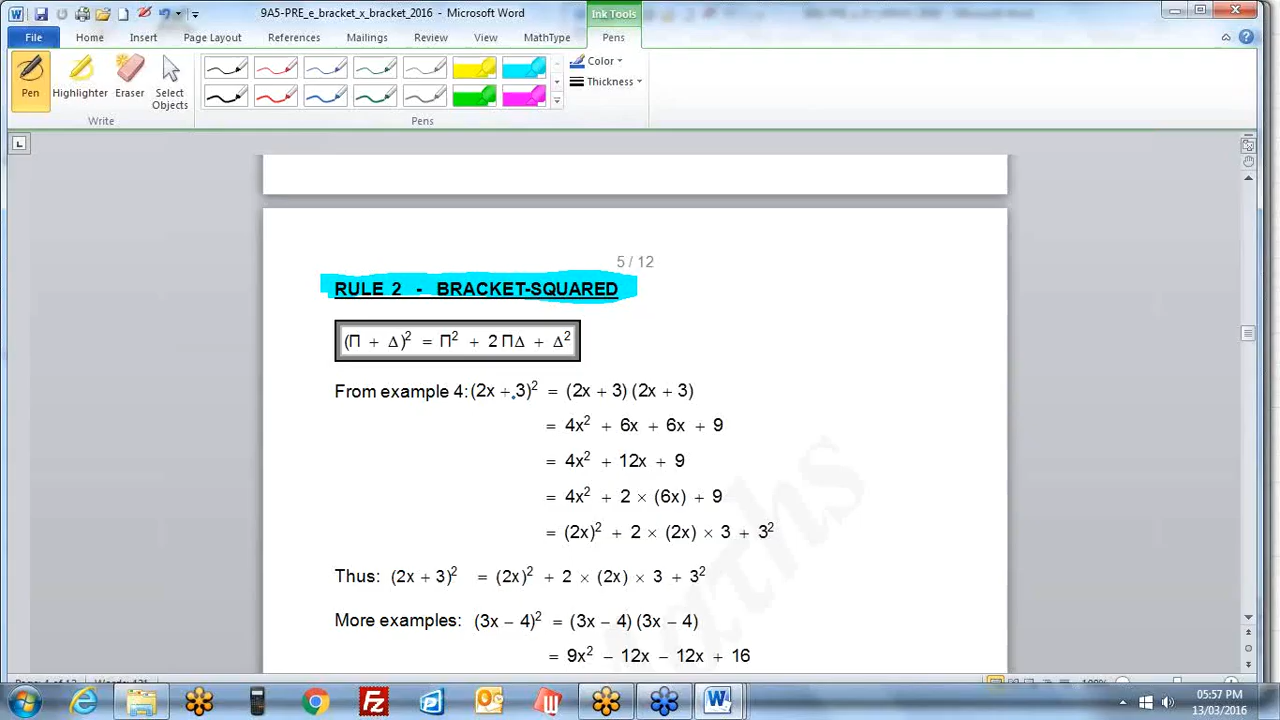 9A5-PRE_e_bracket_x_bracket_2016 - Microsoft Word
Ink Tools
File Home Insert Page Layout References Mailings Review View MathType Pens
Pen Highlighter Eraser Select Objects
Color
Thickness
Write Pens
5 / 12
RULE 2 - BRACKET-SQUARED
(Π + Δ)² = Π² + 2ΠΔ + Δ²
From example 4: (2x + 3)² = (2x + 3) (2x + 3)
= 4x² + 6x + 6x + 9
= 4x² + 12x + 9
= 4x² + 2 × (6x) + 9
= (2x)² + 2 × (2x) × 3 + 3²
Thus: (2x + 3)² = (2x)² + 2 × (2x) × 3 + 3²
More examples: (3x – 4)² = (3x – 4) (3x – 4)
= 9x² – 12x – 12x + 16
maths
05:57 PM
13/03/2016